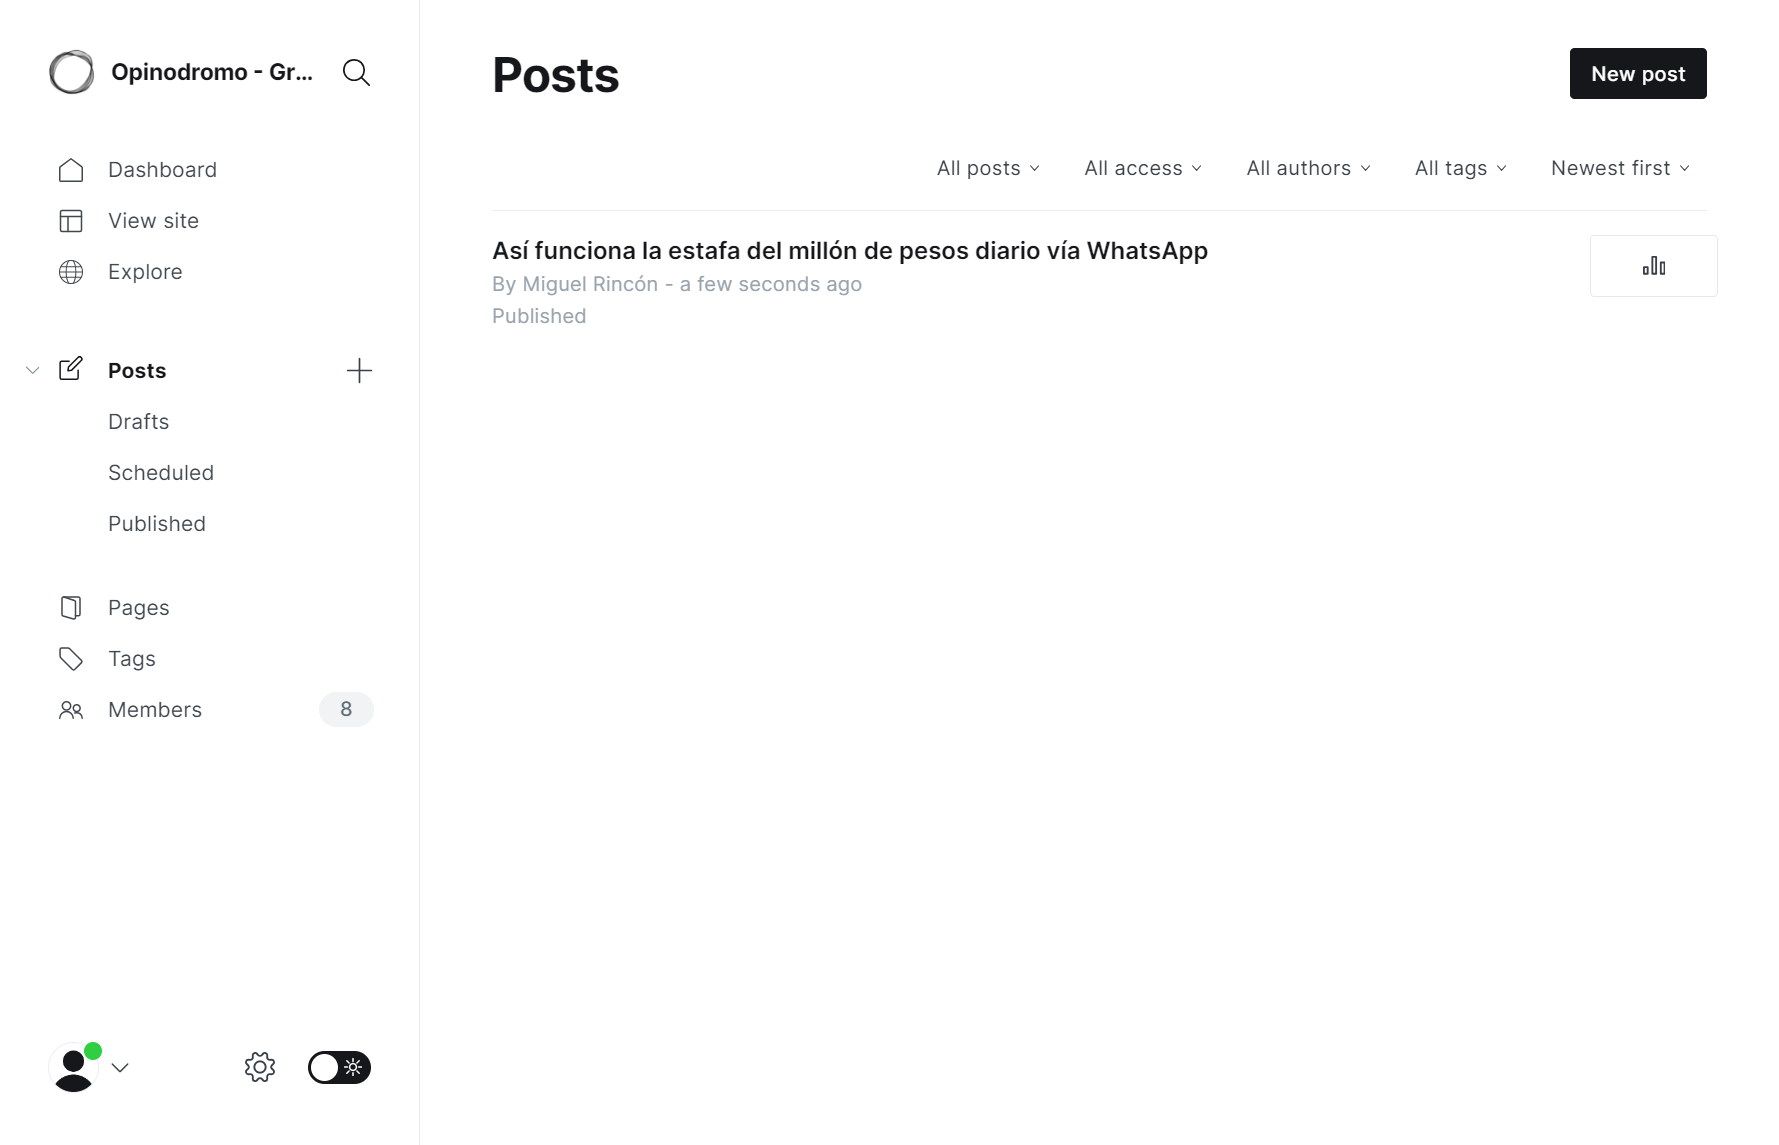 Opinodromo - Gr...
Dashboard
View site
Explore
Posts
Drafts
Scheduled
Published
Pages
Tags
Members 8
Posts
New post
All posts All access All authors All tags Newest first
Así funciona la estafa del millón de pesos diario vía WhatsApp
By Miguel Rincón - a few seconds ago
Published